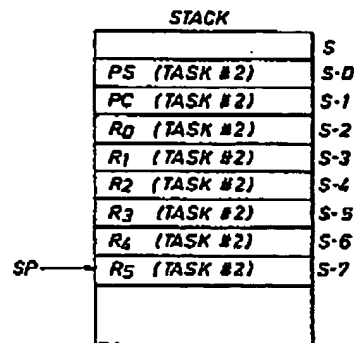 STACK
S
PS (TASK #2) S-0
PC (TASK #2) S-1
R0 (TASK #2) S-2
R1 (TASK #2) S-3
R2 (TASK #2) S-4
R3 (TASK #2) S-5
R4 (TASK #2) S-6
SP R5 (TASK #2) S-7